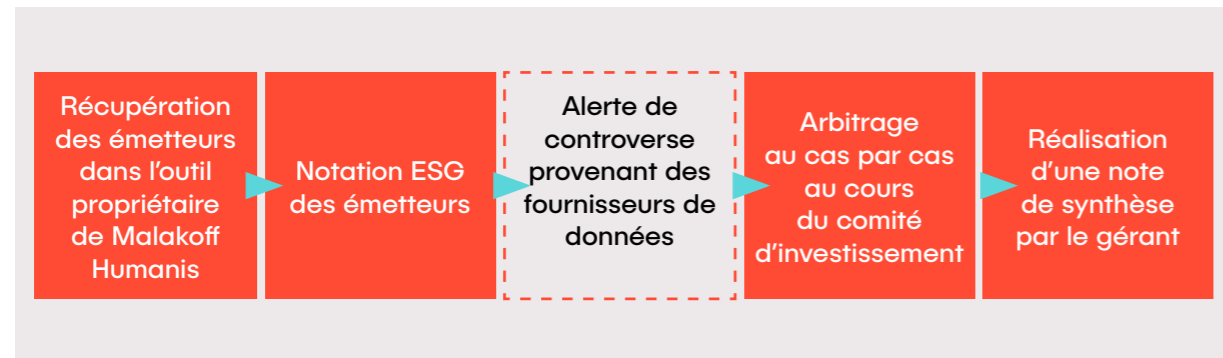 Récupération
des émetteurs
dans l’outil
propriétaire
de Malakoff
Humanis
Notation ESG
des émetteurs
Alerte de
controverse
provenant des
fournisseurs de
données
Arbitrage
au cas par cas
au cours
du comité
d’investissement
Réalisation
d’une note
de synthèse
par le gérant